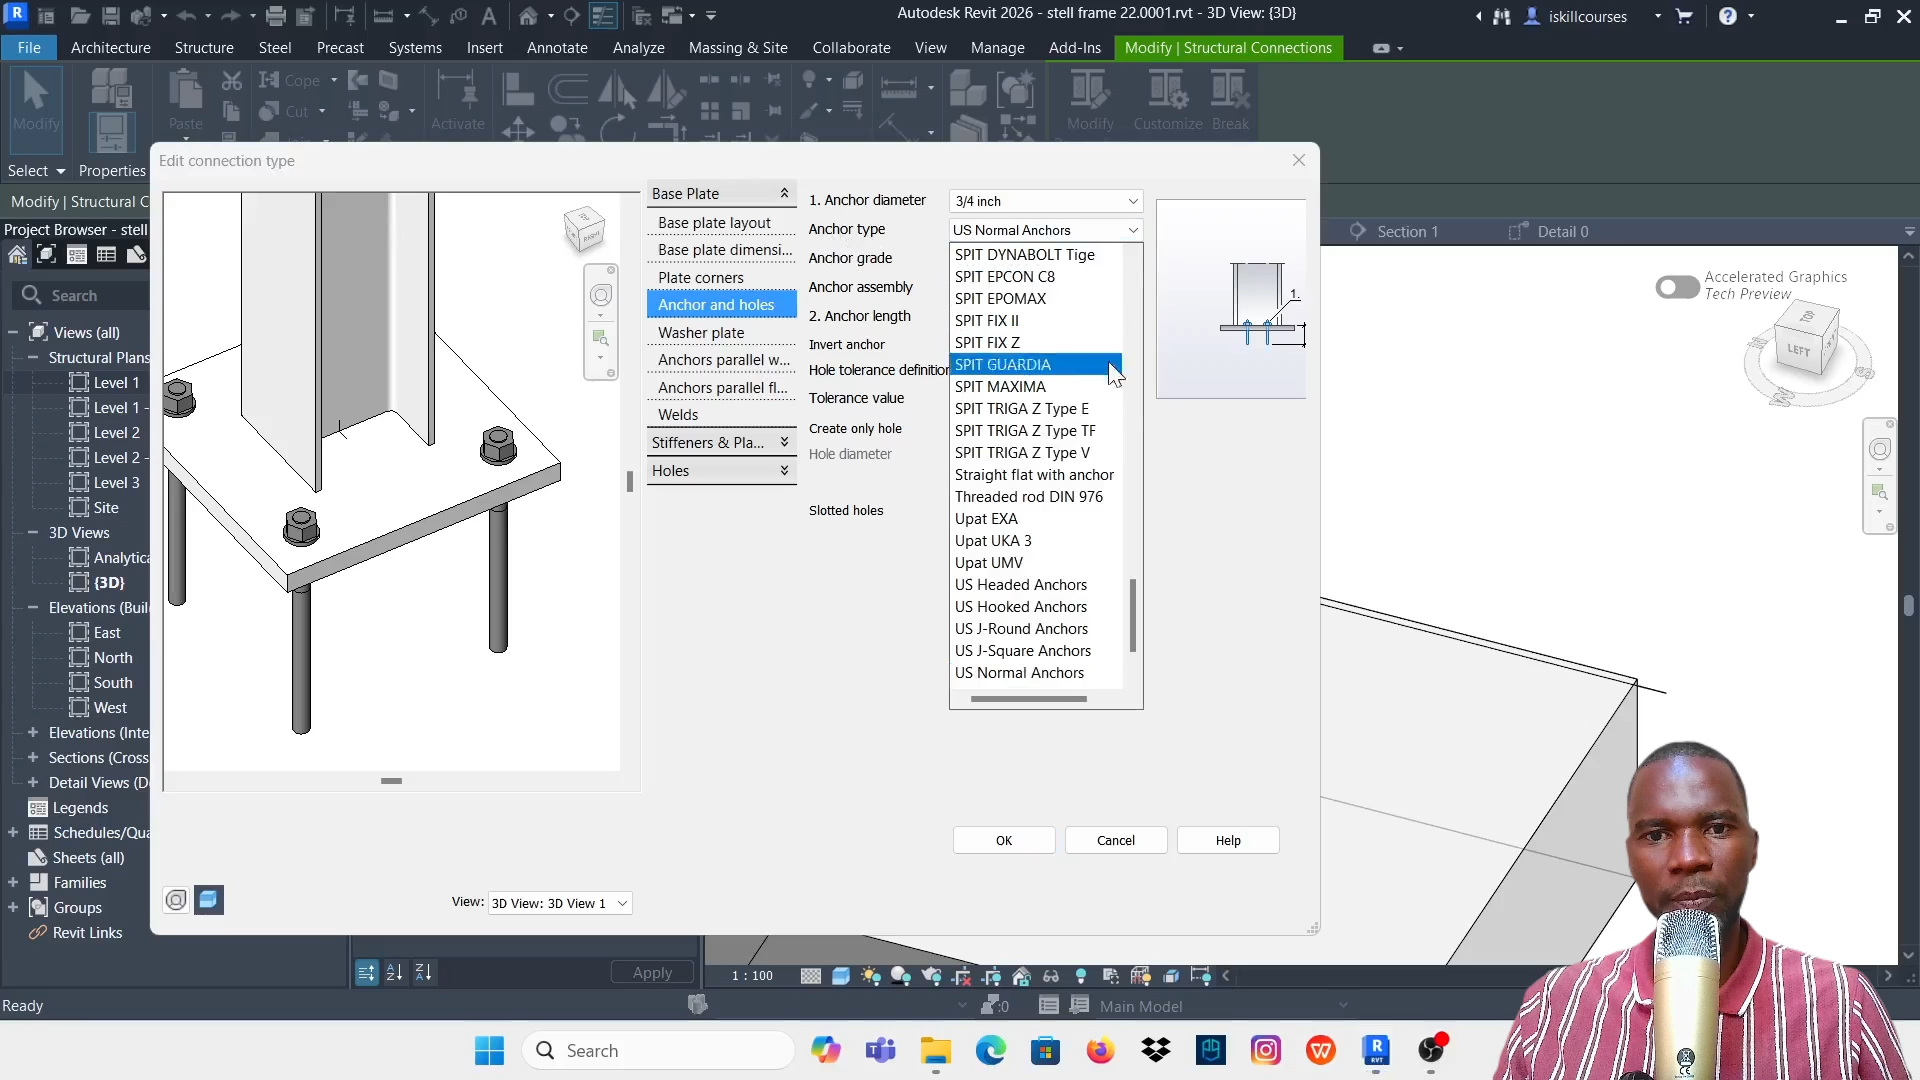 Autodesk Revit 2026 - stell frame 22.0001.rvt - 3D View: {3D}
iskillcourses
File
Architecture
Structure
Steel
Precast
Systems
Insert
Annotate
Analyze
Massing & Site
Collaborate
View
Manage
Add-Ins
Modify | Structural Connections
Modify
Paste
Cope
Cut
Activate
Modify
Customize
Break
Select
Properties
Modify | Structural C
Project Browser - stell
Search
Views (all)
Structural Plans
Level 1
Level 1 -
Level 2
Level 2 -
Level 3
Site
3D Views
Analytica
{3D}
Elevations (Buil
East
North
South
West
Elevations (Inte
Sections (Cross
Detail Views (D
Legends
Schedules/Qua
Sheets (all)
Families
Groups
Revit Links
Edit connection type
RIGHT
Base Plate
Base plate layout
Base plate dimensi...
Plate corners
Anchor and holes
Washer plate
Anchors parallel w...
Anchors parallel fl...
Welds
Stiffeners & Pla...
Holes
1. Anchor diameter
3/4 inch
Anchor type
US Normal Anchors
Anchor grade
Anchor assembly
2. Anchor length
Invert anchor
Hole tolerance definition
Tolerance value
Create only hole
Hole diameter
Slotted holes
SPIT DYNABOLT Tige
SPIT EPCON C8
SPIT EPOMAX
SPIT FIX II
SPIT FIX Z
SPIT GUARDIA
SPIT MAXIMA
SPIT TRIGA Z Type E
SPIT TRIGA Z Type TF
SPIT TRIGA Z Type V
Straight flat with anchor
Threaded rod DIN 976
Upat EXA
Upat UKA 3
Upat UMV
US Headed Anchors
US Hooked Anchors
US J-Round Anchors
US J-Square Anchors
US Normal Anchors
1.
OK
Cancel
Help
View:
3D View: 3D View 1
Section 1
Detail 0
Accelerated Graphics
Tech Preview
TOP
LEFT
Apply
1 : 100
Ready
:0
Main Model
Search